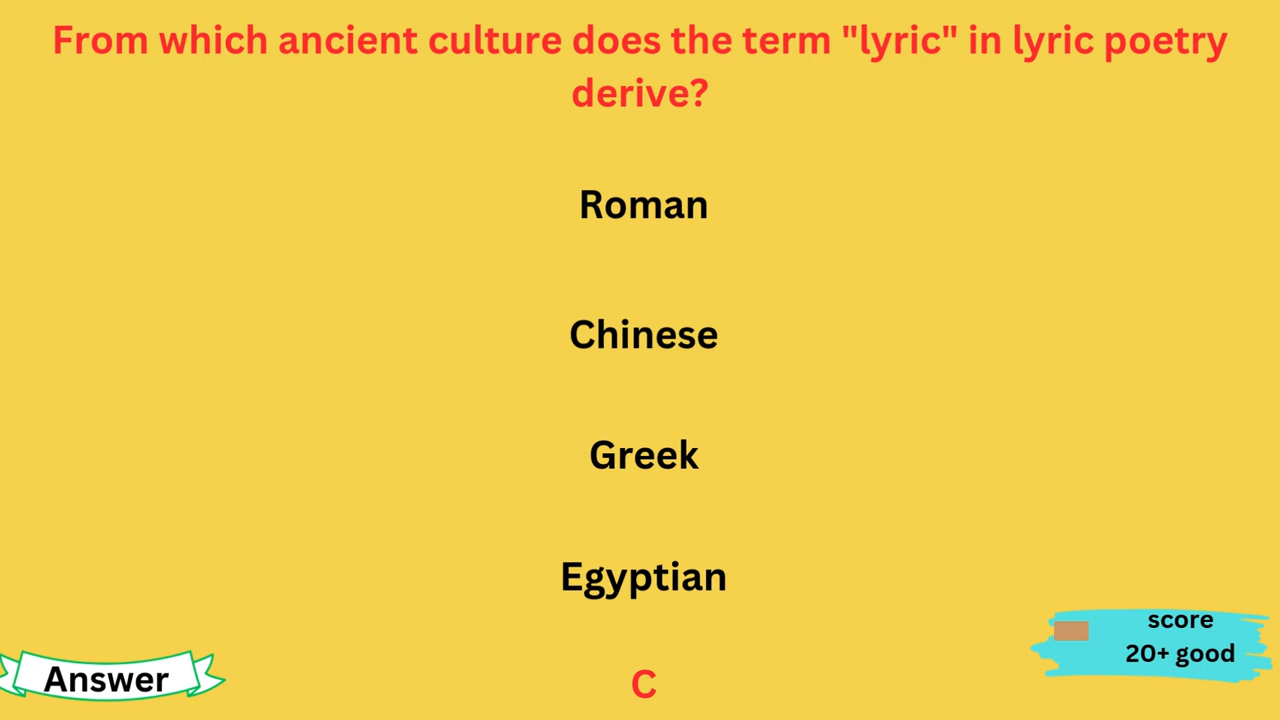 From which ancient culture does the term "lyric" in lyric poetry
derive?
Roman
Chinese
Greek
Egyptian
score
20+ good
Answer
C